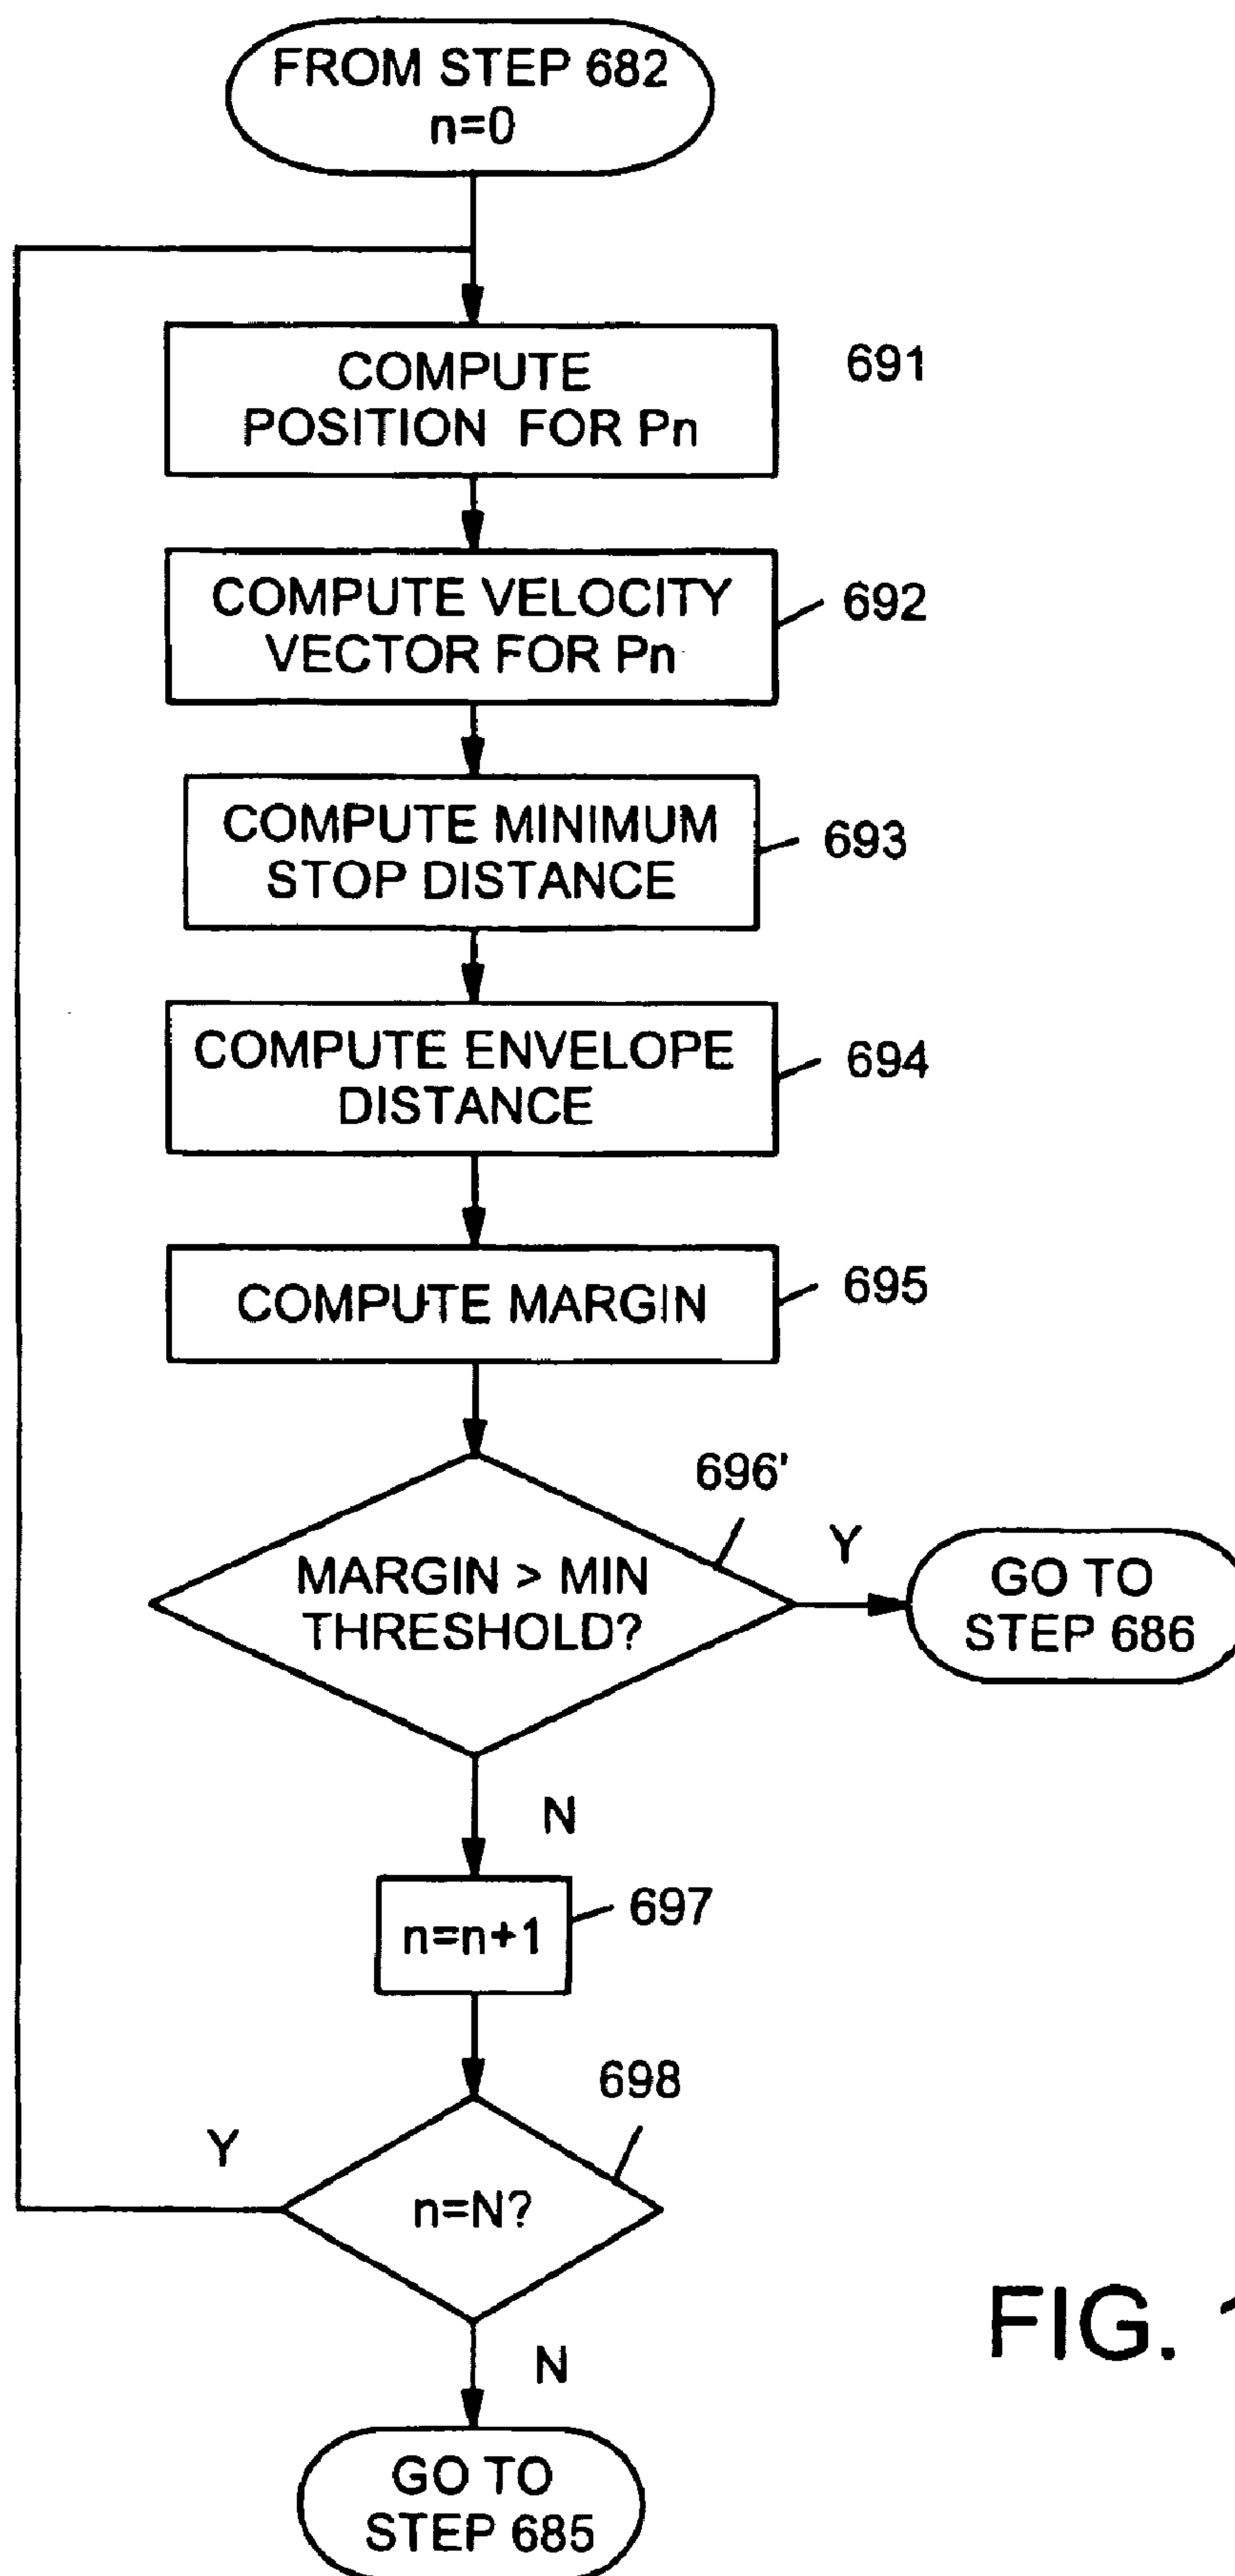 FROM STEP 682
n=0
COMPUTE
POSITION FOR Pn
691
COMPUTE VELOCITY
VECTOR FOR Pn
692
COMPUTE MINIMUM
STOP DISTANCE
693
COMPUTE ENVELOPE
DISTANCE
694
COMPUTE MARGIN
695
696'
MARGIN > MIN
THRESHOLD?
Y
GO TO
STEP 686
N
n=n+1
697
698
Y
n=N?
N
GO TO
STEP 685
FIG.